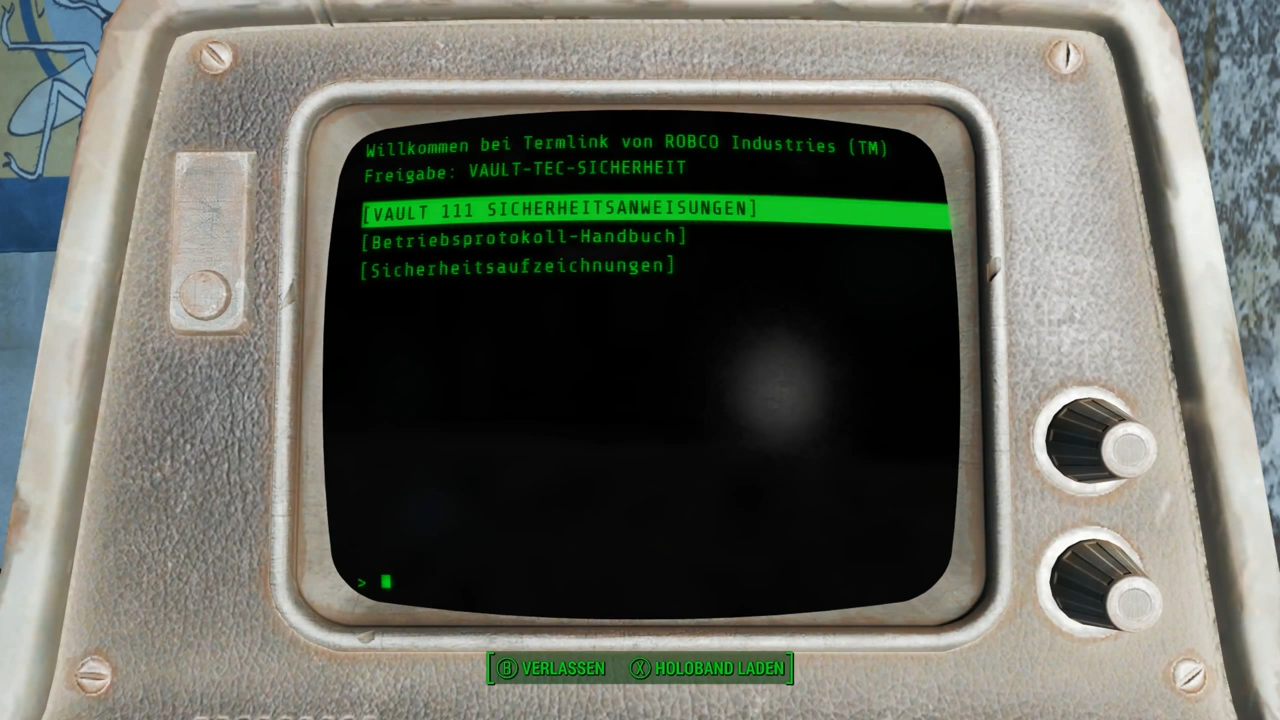 Willkommen bei Termlink von ROBCO Industries (TM)
Freigabe: VAULT-TEC-SICHERHEIT
[VAULT 111 SICHERHEITSANWEISUNGEN]
[Betriebsprotokoll-Handbuch]
[Sicherheitsaufzeichnungen]
>
B VERLASSEN X HOLOBAND LADEN